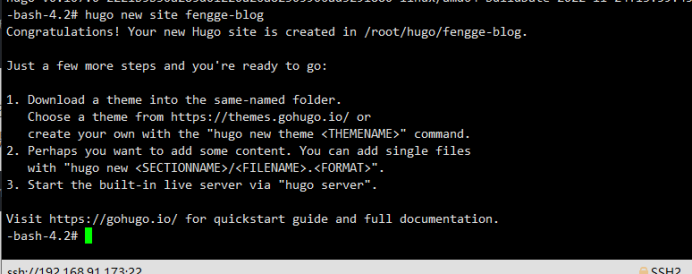 -bash-4.2# hugo new site fengge-blog
Congratulations! Your new Hugo site is created in /root/hugo/fengge-blog.
Just a few more steps and you're ready to go:
1. Download a theme into the same-named folder.
Choose a theme from https://themes.gohugo.io/ or
create your own with the "hugo new theme <THEMENAME>" command.
2. Perhaps you want to add some content. You can add single files
with "hugo new <SECTIONNAME>/<FILENAME>.<FORMAT>".
3. Start the built-in live server via "hugo server".
Visit https://gohugo.io/ for quickstart guide and full documentation.
-bash-4.2#
ssh://192.168.91.173:22 SSH2